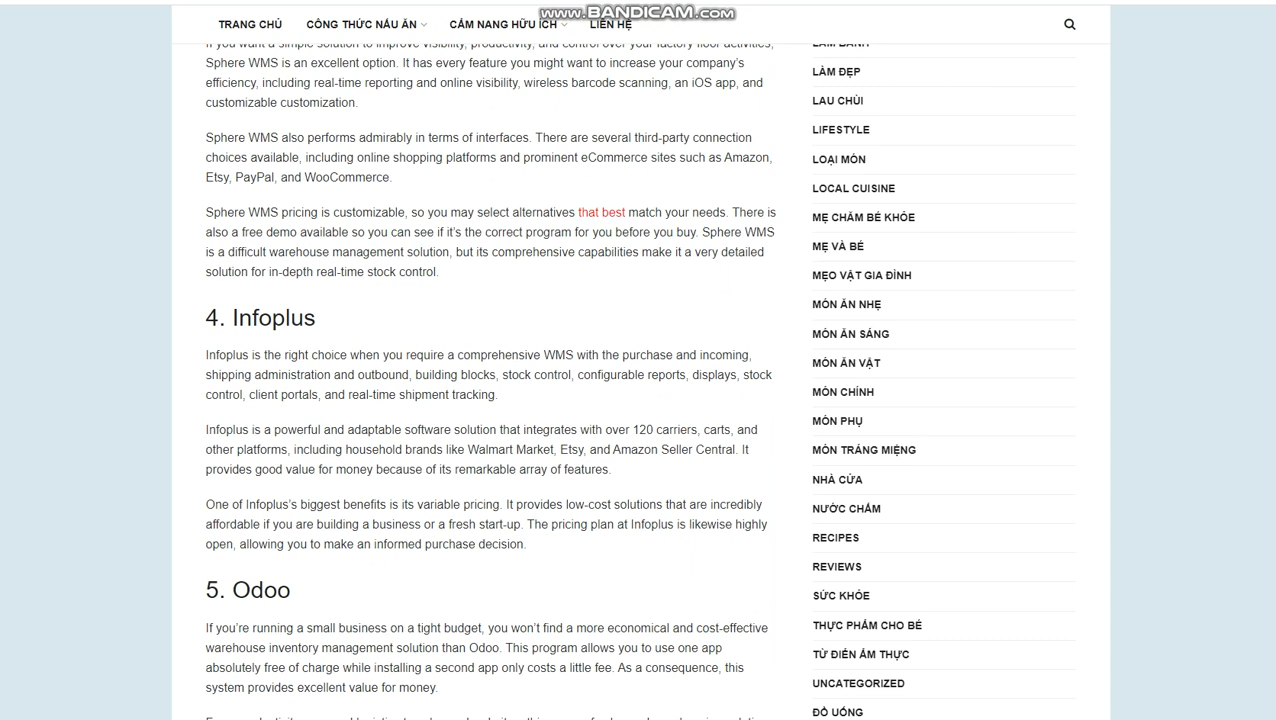 www.BANDICAM.com
TRANG CHỦ CÔNG THỨC NẤU ĂN CẨM NANG HỮU ÍCH LIÊN HỆ
If you want a simple solution to improve visibility, productivity, and control over your factory floor activities,
Sphere WMS is an excellent option. It has every feature you might want to increase your company's
efficiency, including real-time reporting and online visibility, wireless barcode scanning, an iOS app, and
customizable customization.
Sphere WMS also performs admirably in terms of interfaces. There are several third-party connection
choices available, including online shopping platforms and prominent eCommerce sites such as Amazon,
Etsy, PayPal, and WooCommerce.
Sphere WMS pricing is customizable, so you may select alternatives that best match your needs. There is
also a free demo available so you can see if it's the correct program for you before you buy. Sphere WMS
is a difficult warehouse management solution, but its comprehensive capabilities make it a very detailed
solution for in-depth real-time stock control.
4. Infoplus
Infoplus is the right choice when you require a comprehensive WMS with the purchase and incoming,
shipping administration and outbound, building blocks, stock control, configurable reports, displays, stock
control, client portals, and real-time shipment tracking.
Infoplus is a powerful and adaptable software solution that integrates with over 120 carriers, carts, and
other platforms, including household brands like Walmart Market, Etsy, and Amazon Seller Central. It
provides good value for money because of its remarkable array of features.
One of Infoplus's biggest benefits is its variable pricing. It provides low-cost solutions that are incredibly
affordable if you are building a business or a fresh start-up. The pricing plan at Infoplus is likewise highly
open, allowing you to make an informed purchase decision.
5. Odoo
If you're running a small business on a tight budget, you won't find a more economical and cost-effective
warehouse inventory management solution than Odoo. This program allows you to use one app
absolutely free of charge while installing a second app only costs a little fee. As a consequence, this
system provides excellent value for money.
LÀM BÁNH
LÀM ĐẸP
LAU CHÙI
LIFESTYLE
LOẠI MÓN
LOCAL CUISINE
MẸ CHĂM BÉ KHỎE
MẸ VÀ BÉ
MẸO VẶT GIA ĐÌNH
MÓN ĂN NHẸ
MÓN ĂN SÁNG
MÓN ĂN VẶT
MÓN CHÍNH
MÓN PHỤ
MÓN TRÁNG MIỆNG
NHÀ CỬA
NƯỚC CHẤM
RECIPES
REVIEWS
SỨC KHỎE
THỰC PHẨM CHO BÉ
TỪ ĐIỂN ẨM THỰC
UNCATEGORIZED
ĐỒ UỐNG